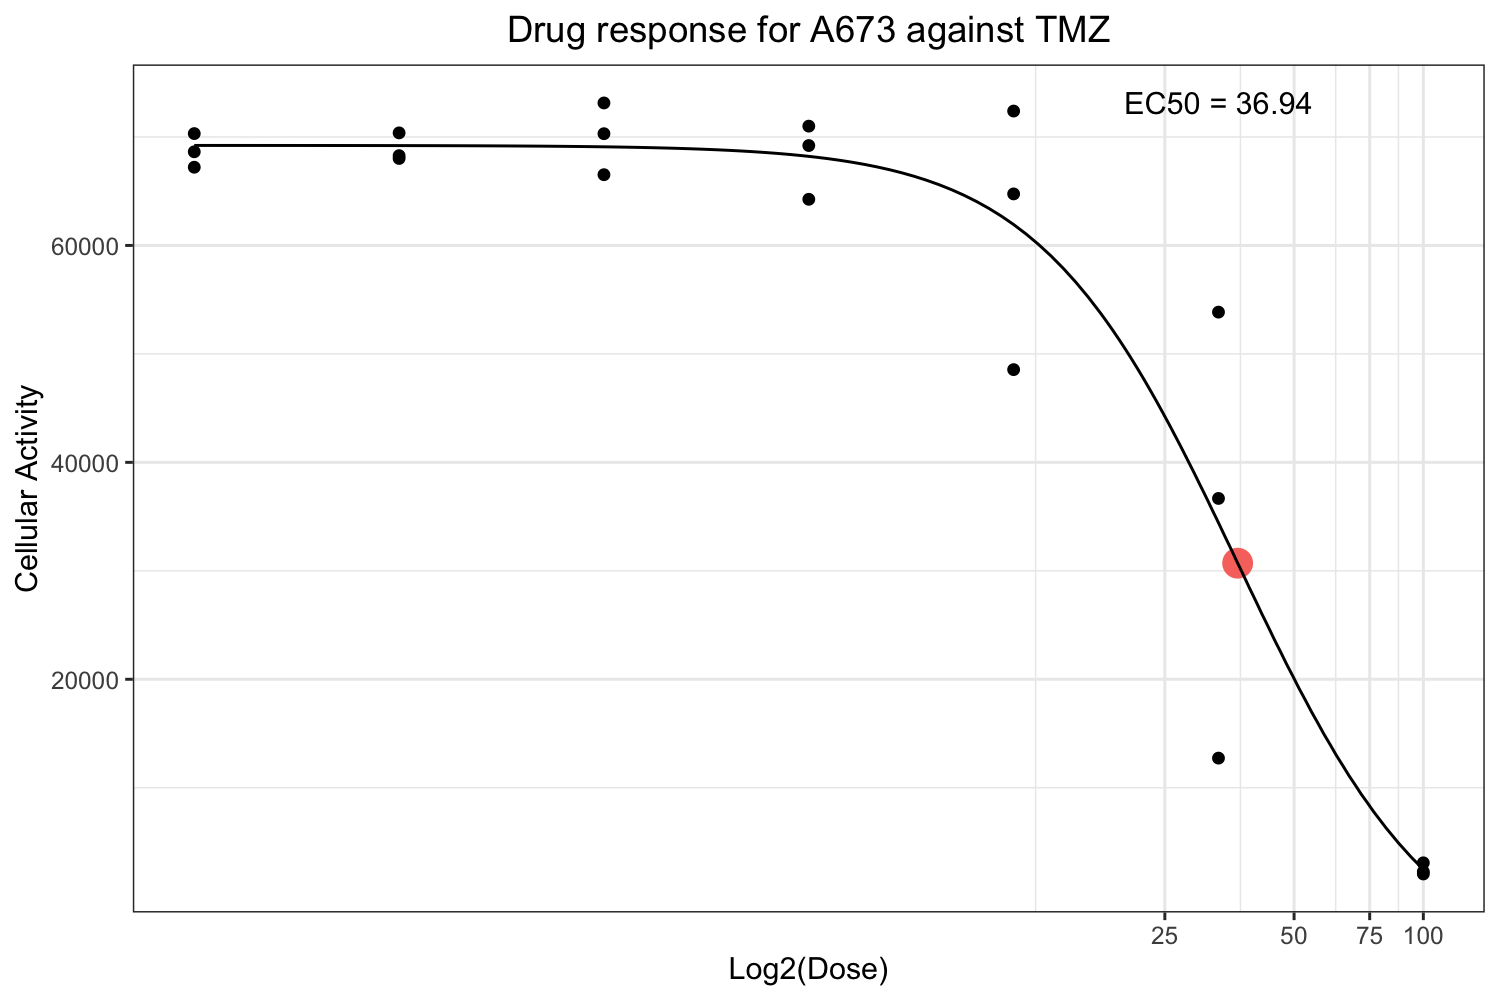 Drug response for A673 against TMZ
EC50 = 36.94
Cellular Activity
60000
40000
20000
25 50 75 100
Log2(Dose)